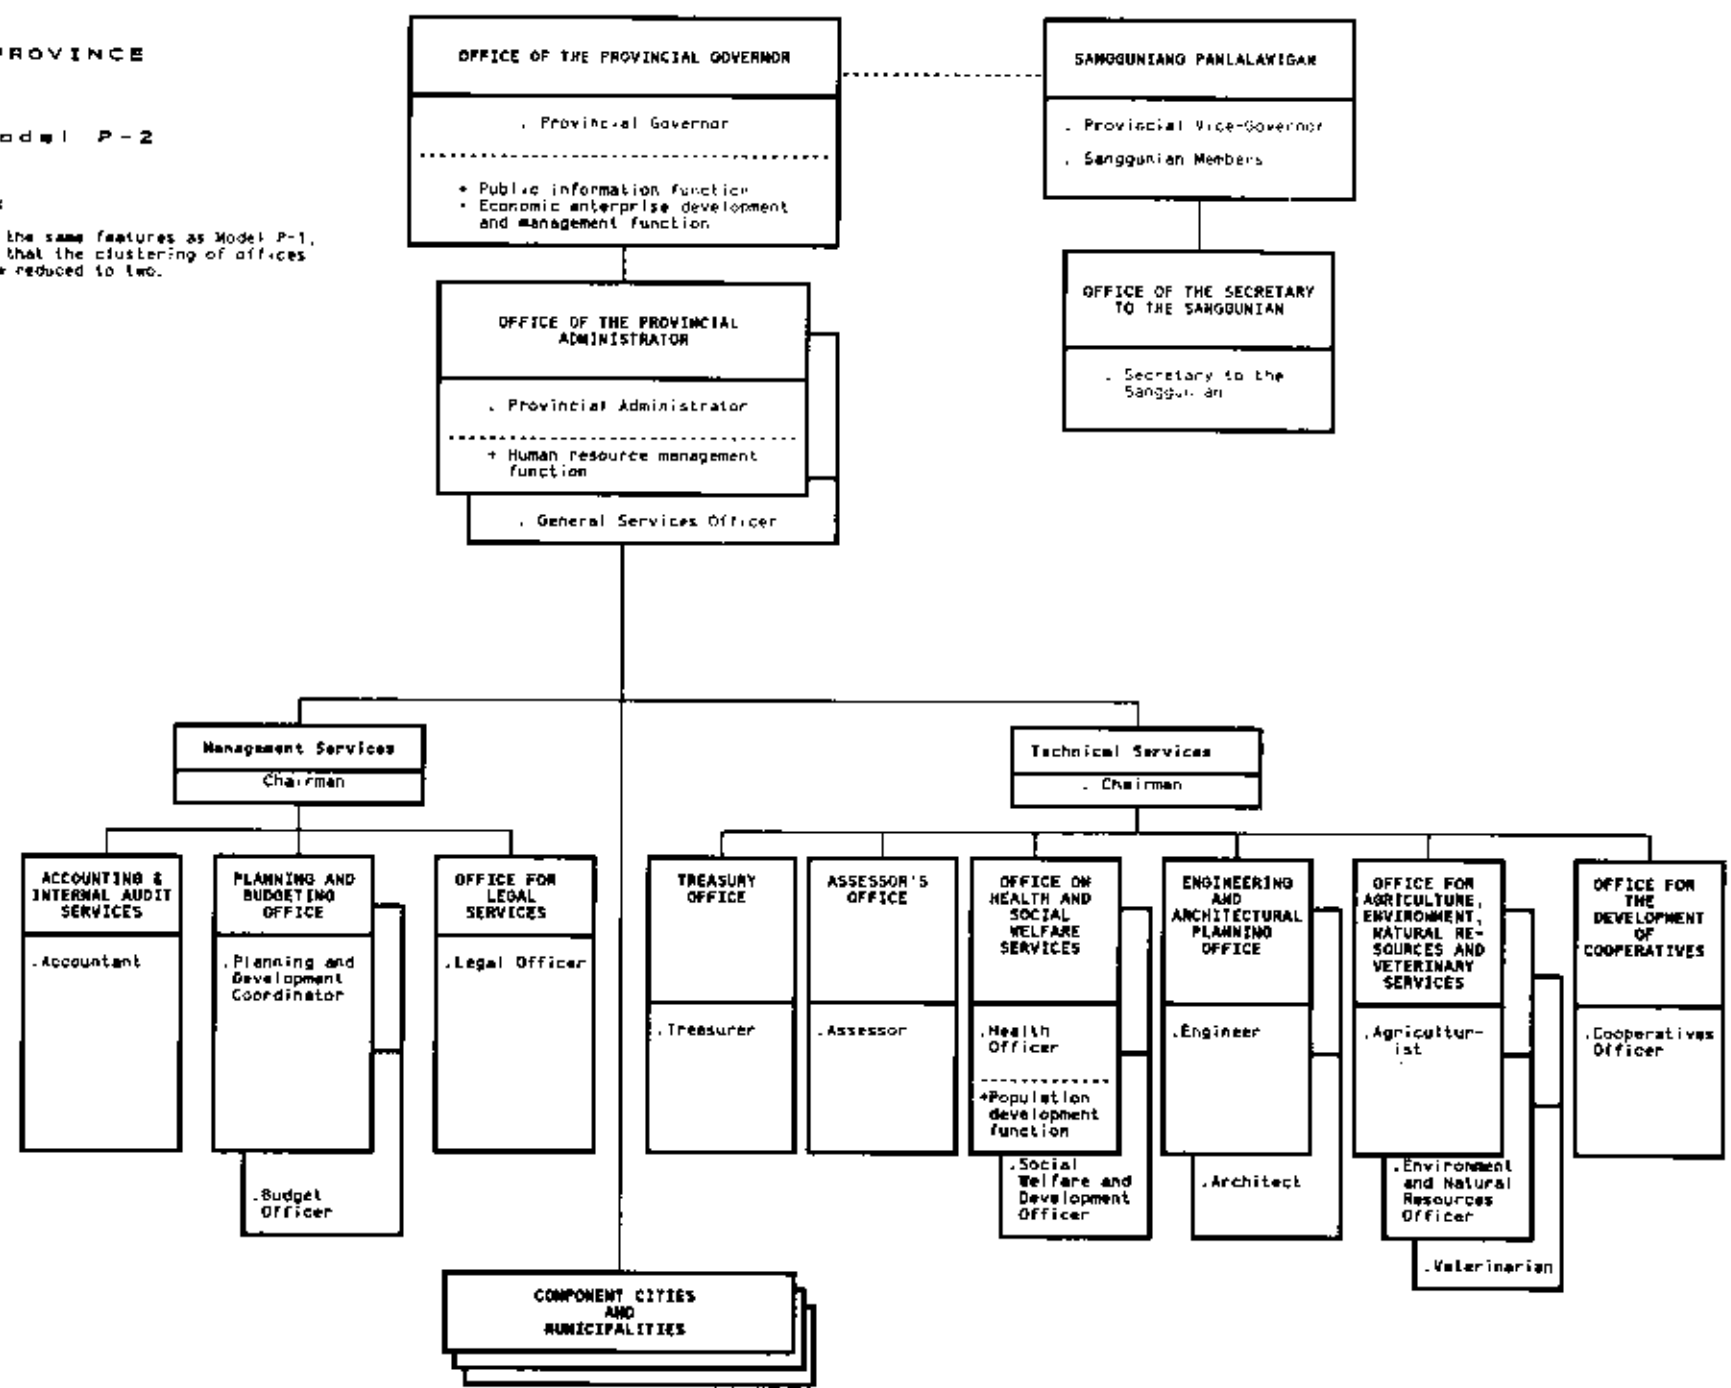 PROVINCE
odel P-2
:
the same features as Model P-1,
that the clustering of offices
reduced to two.
OFFICE OF THE PROVINCIAL GOVERNOR
. Provincial Governor
+ Public information function
+ Economic enterprise development
and management function
SANGGUNIANG PANLALAWIGAN
. Provincial Vice-Governor
. Sanggunian Members
OFFICE OF THE SECRETARY
TO THE SANGGUNIAN
. Secretary to the
Sanggunian
OFFICE OF THE PROVINCIAL
ADMINISTRATOR
. Provincial Administrator
+ Human resource management
function
. General Services Officer
Management Services
Chairman
Technical Services
. Chairman
ACCOUNTING &
INTERNAL AUDIT
SERVICES
.Accountant
PLANNING AND
BUDGETING
OFFICE
.Planning and
Development
Coordinator
.Budget
Officer
OFFICE FOR
LEGAL
SERVICES
.Legal Officer
TREASURY
OFFICE
.Treasurer
ASSESSOR'S
OFFICE
.Assessor
OFFICE ON
HEALTH AND
SOCIAL
WELFARE
SERVICES
.Health
Officer
+Population
development
function
.Social
Welfare and
Development
Officer
ENGINEERING
AND
ARCHITECTURAL
PLANNING
OFFICE
.Engineer
.Architect
OFFICE FOR
AGRICULTURE,
ENVIRONMENT,
NATURAL RE-
SOURCES AND
VETERINARY
SERVICES
.Agricultur-
ist
.Environment
and Natural
Resources
Officer
.Veterinarian
OFFICE FOR
THE
DEVELOPMENT
OF
COOPERATIVES
.Cooperatives
Officer
COMPONENT CITIES
AND
MUNICIPALITIES